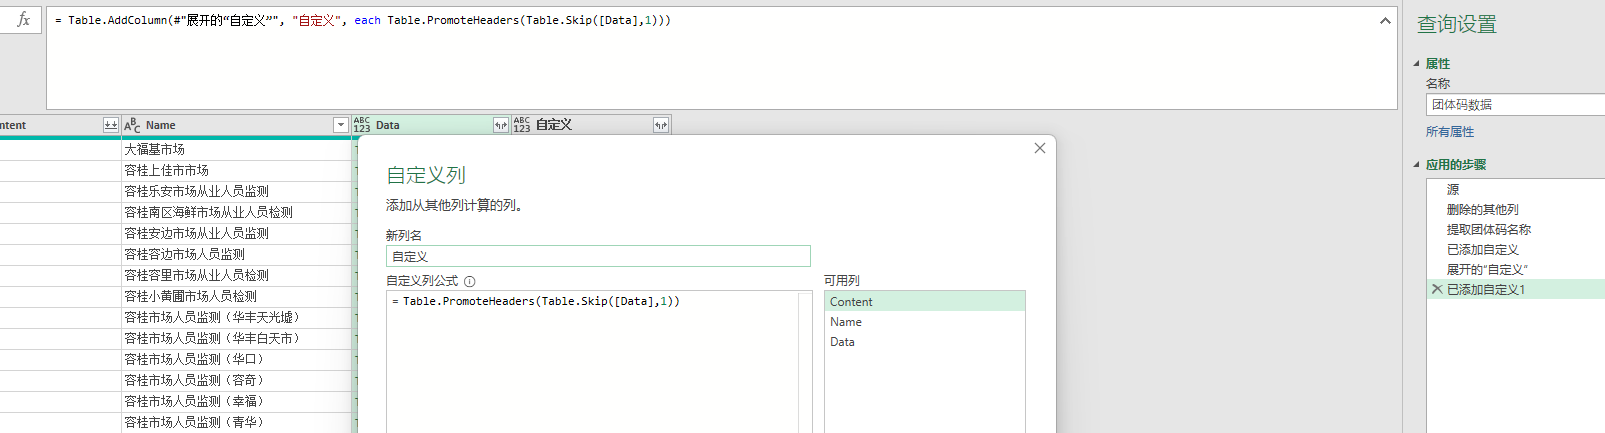 fx
= Table.AddColumn(#"展开的“自定义”", "自定义", each Table.PromoteHeaders(Table.Skip([Data],1)))
查询设置
属性
名称
团体码数据
所有属性
应用的步骤
源
删除的其他列
提取团体码名称
已添加自定义
展开的“自定义”
已添加自定义1
ntent
ABC Name
ABC 123 Data
ABC 123 自定义
大福基市场
容桂上佳市市场
容桂乐安市场从业人员监测
容桂南区海鲜市场从业人员检测
容桂安边市场从业人员监测
容桂容边市场人员监测
容桂容里市场从业人员检测
容桂小黄圃市场人员检测
容桂市场人员监测（华丰天光墟）
容桂市场人员监测（华丰白天市）
容桂市场人员监测（华口）
容桂市场人员监测（容奇）
容桂市场人员监测（幸福）
容桂市场人员监测（青华）
自定义列
添加从其他列计算的列。
新列名
自定义
自定义列公式
= Table.PromoteHeaders(Table.Skip([Data],1))
可用列
Content
Name
Data